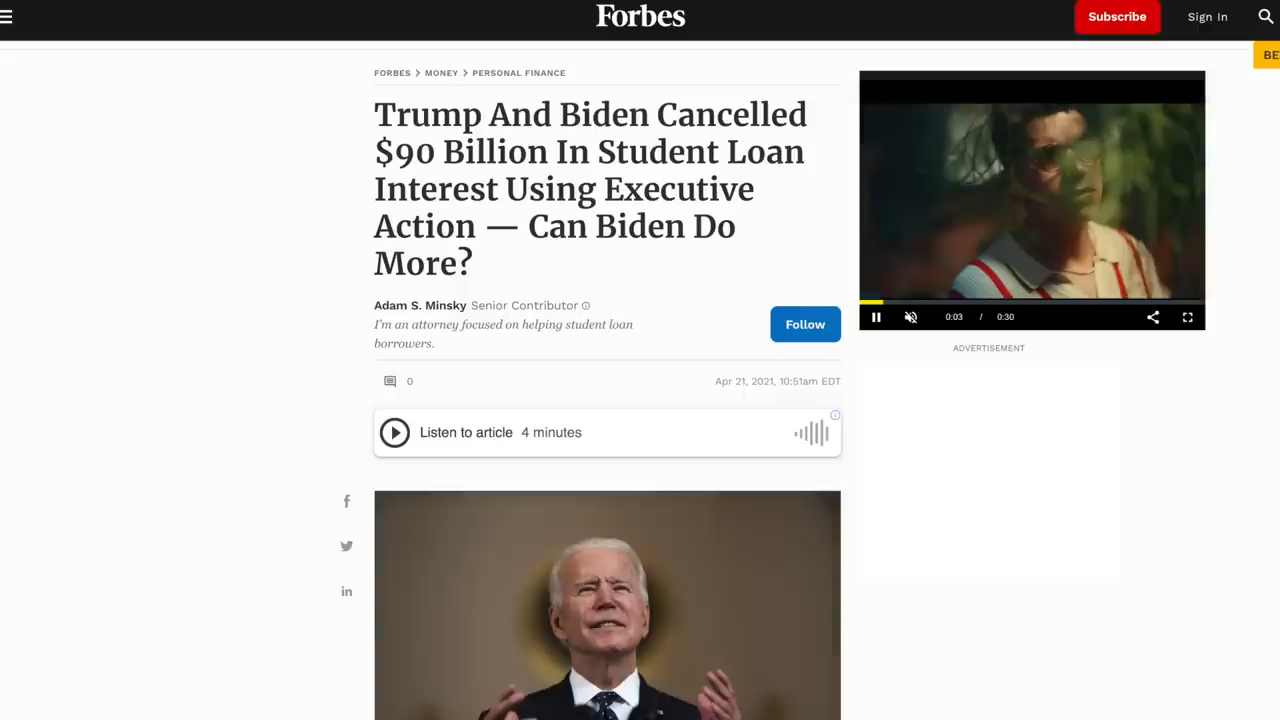 Forbes
Subscribe
Sign In
BE
FORBES > MONEY > PERSONAL FINANCE
Trump And Biden Cancelled
$90 Billion In Student Loan
Interest Using Executive
Action — Can Biden Do
More?
Adam S. Minsky Senior Contributor
I'm an attorney focused on helping student loan
borrowers.
Follow
0
Apr 21, 2021, 10:51am EDT
Listen to article 4 minutes
0:03 / 0:30
ADVERTISEMENT